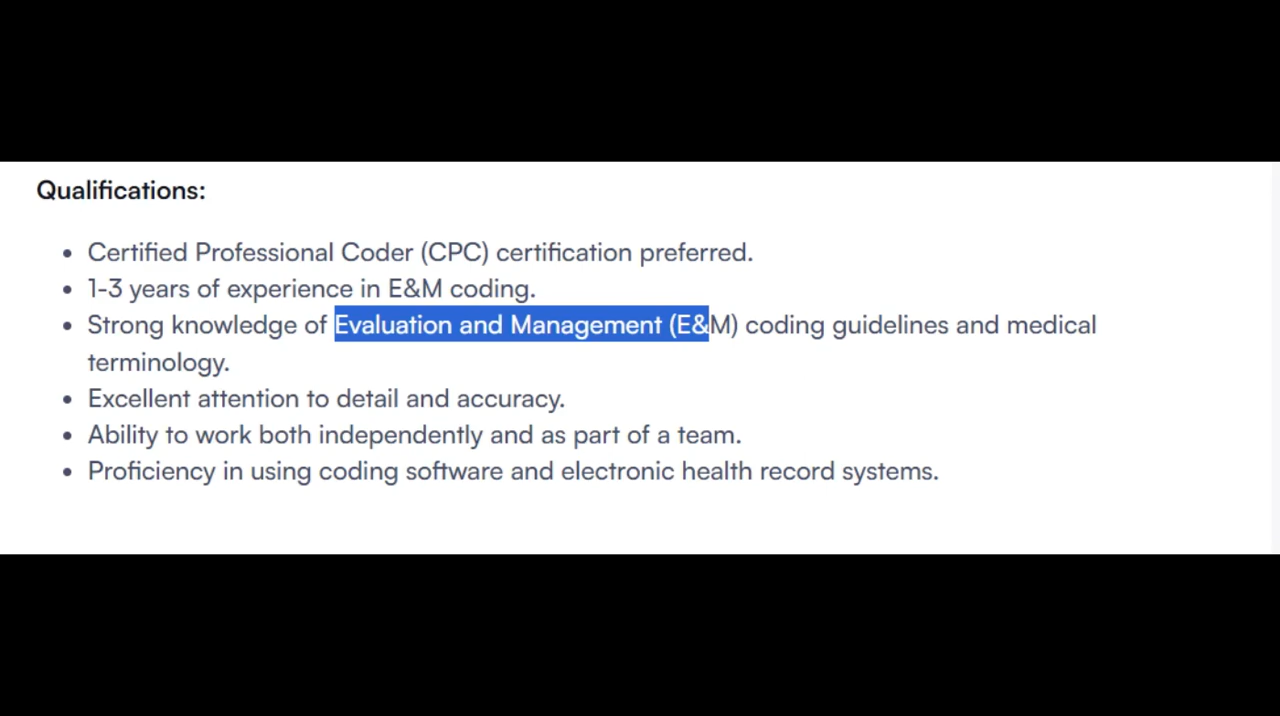 Qualifications:
• Certified Professional Coder (CPC) certification preferred.
• 1-3 years of experience in E&M coding.
• Strong knowledge of Evaluation and Management (E&M) coding guidelines and medical
terminology.
• Excellent attention to detail and accuracy.
• Ability to work both independently and as part of a team.
• Proficiency in using coding software and electronic health record systems.